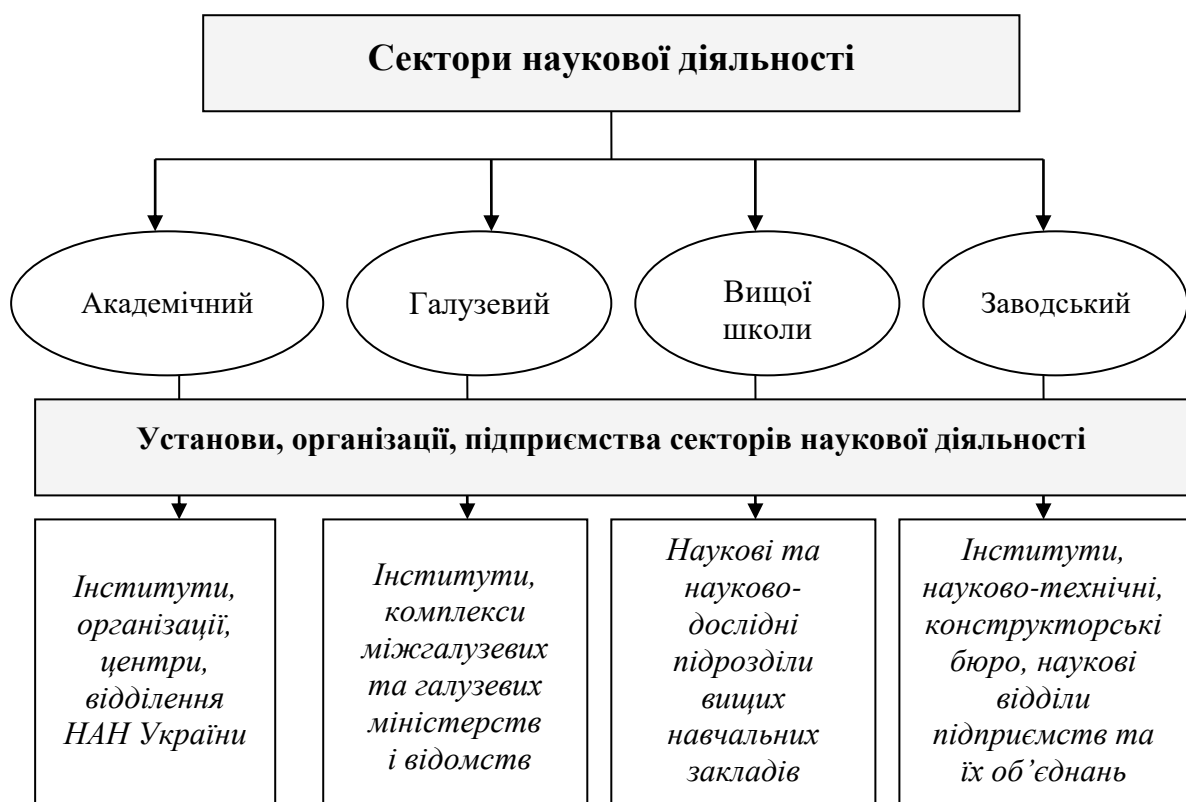 Сектори наукової діяльності
Академічний
Галузевий
Вищої
школи
Заводський
Установи, організації, підприємства секторів наукової діяльності
Інститути,
організації,
центри,
відділення
НАН України
Інститути,
комплекси
міжгалузевих
та галузевих
міністерств
і відомств
Наукові та
науково-
дослідні
підрозділи
вищих
навчальних
закладів
Інститути,
науково-технічні,
конструкторські
бюро, наукові
відділи
підприємств та
їх об’єднань